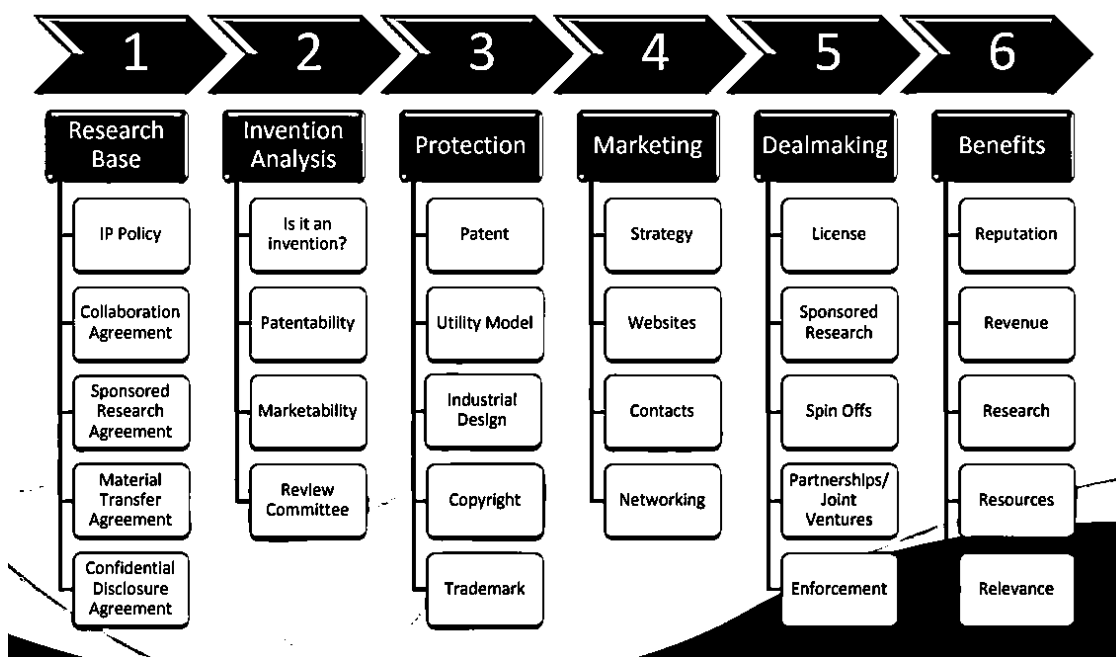 1
2
3
4
5
6
Research
Base
IP Policy
Collaboration
Agreement
Sponsored
Research
Agreement
Material
Transfer
Agreement
Confidential
Disclosure
Agreement
Invention
Analysis
Is it an
invention?
Patentability
Marketability
Review
Committee
Protection
Patent
Utility Model
Industrial
Design
Copyright
Trademark
Marketing
Strategy
Websites
Contacts
Networking
Dealmaking
License
Sponsored
Research
Spin Offs
Partnerships/
Joint
Ventures
Enforcement
Benefits
Reputation
Revenue
Research
Resources
Relevance